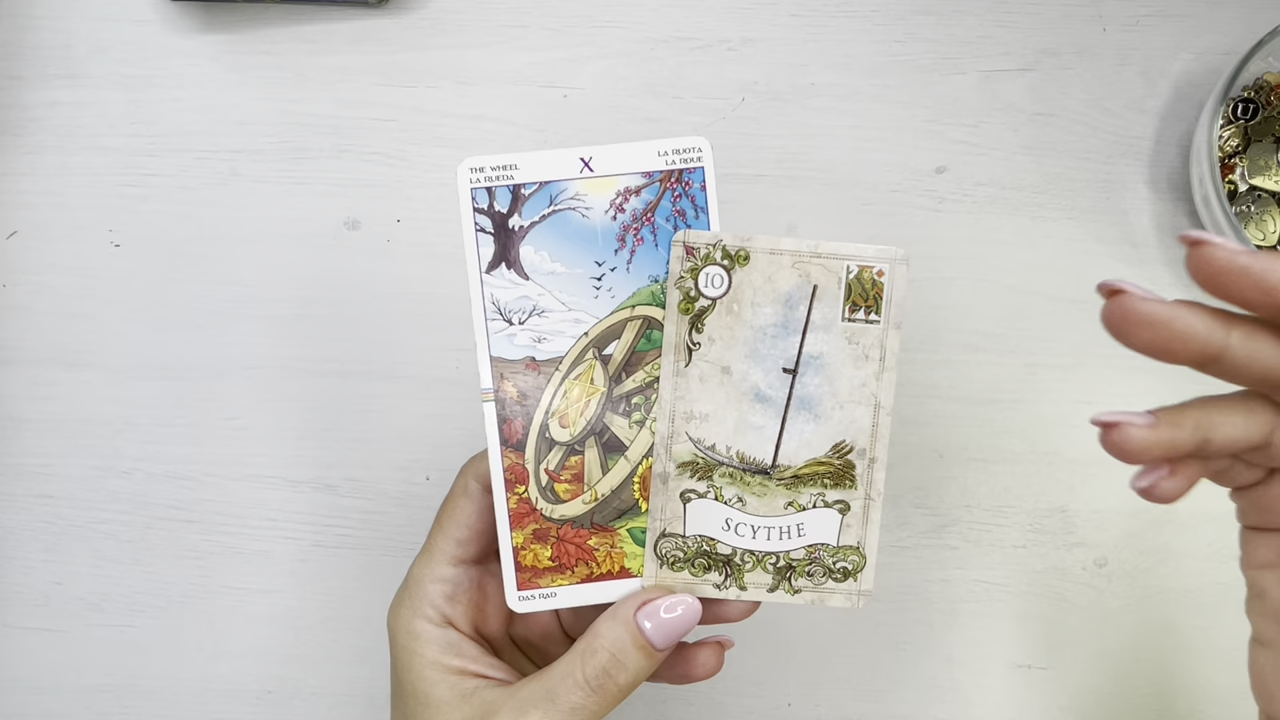 THE WHEEL
LA RUEDA
X
LA RUOTA
LA ROUE
DAS RAD
10
SCYTHE
U